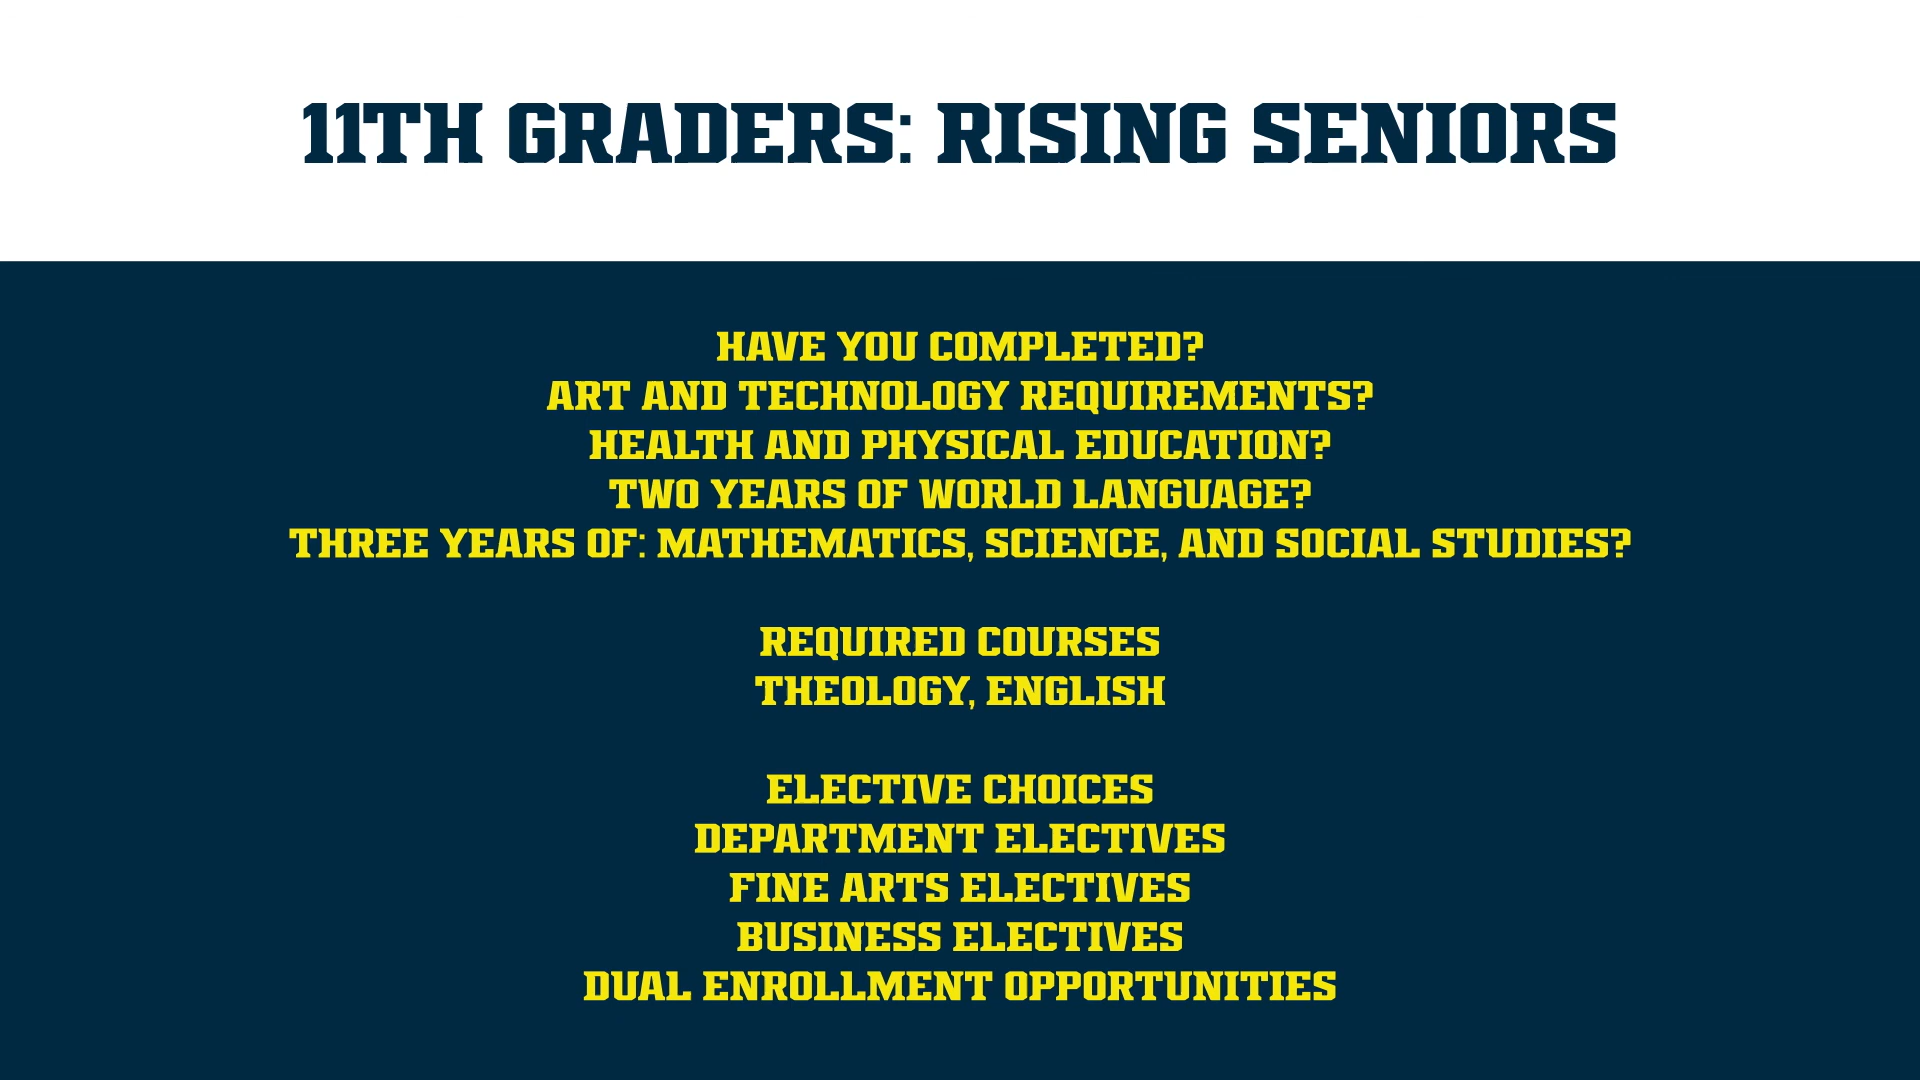 11TH GRADERS: RISING SENIORS
HAVE YOU COMPLETED?
ART AND TECHNOLOGY REQUIREMENTS?
HEALTH AND PHYSICAL EDUCATION?
TWO YEARS OF WORLD LANGUAGE?
THREE YEARS OF: MATHEMATICS, SCIENCE, AND SOCIAL STUDIES?
REQUIRED COURSES
THEOLOGY, ENGLISH
ELECTIVE CHOICES
DEPARTMENT ELECTIVES
FINE ARTS ELECTIVES
BUSINESS ELECTIVES
DUAL ENROLLMENT OPPORTUNITIES